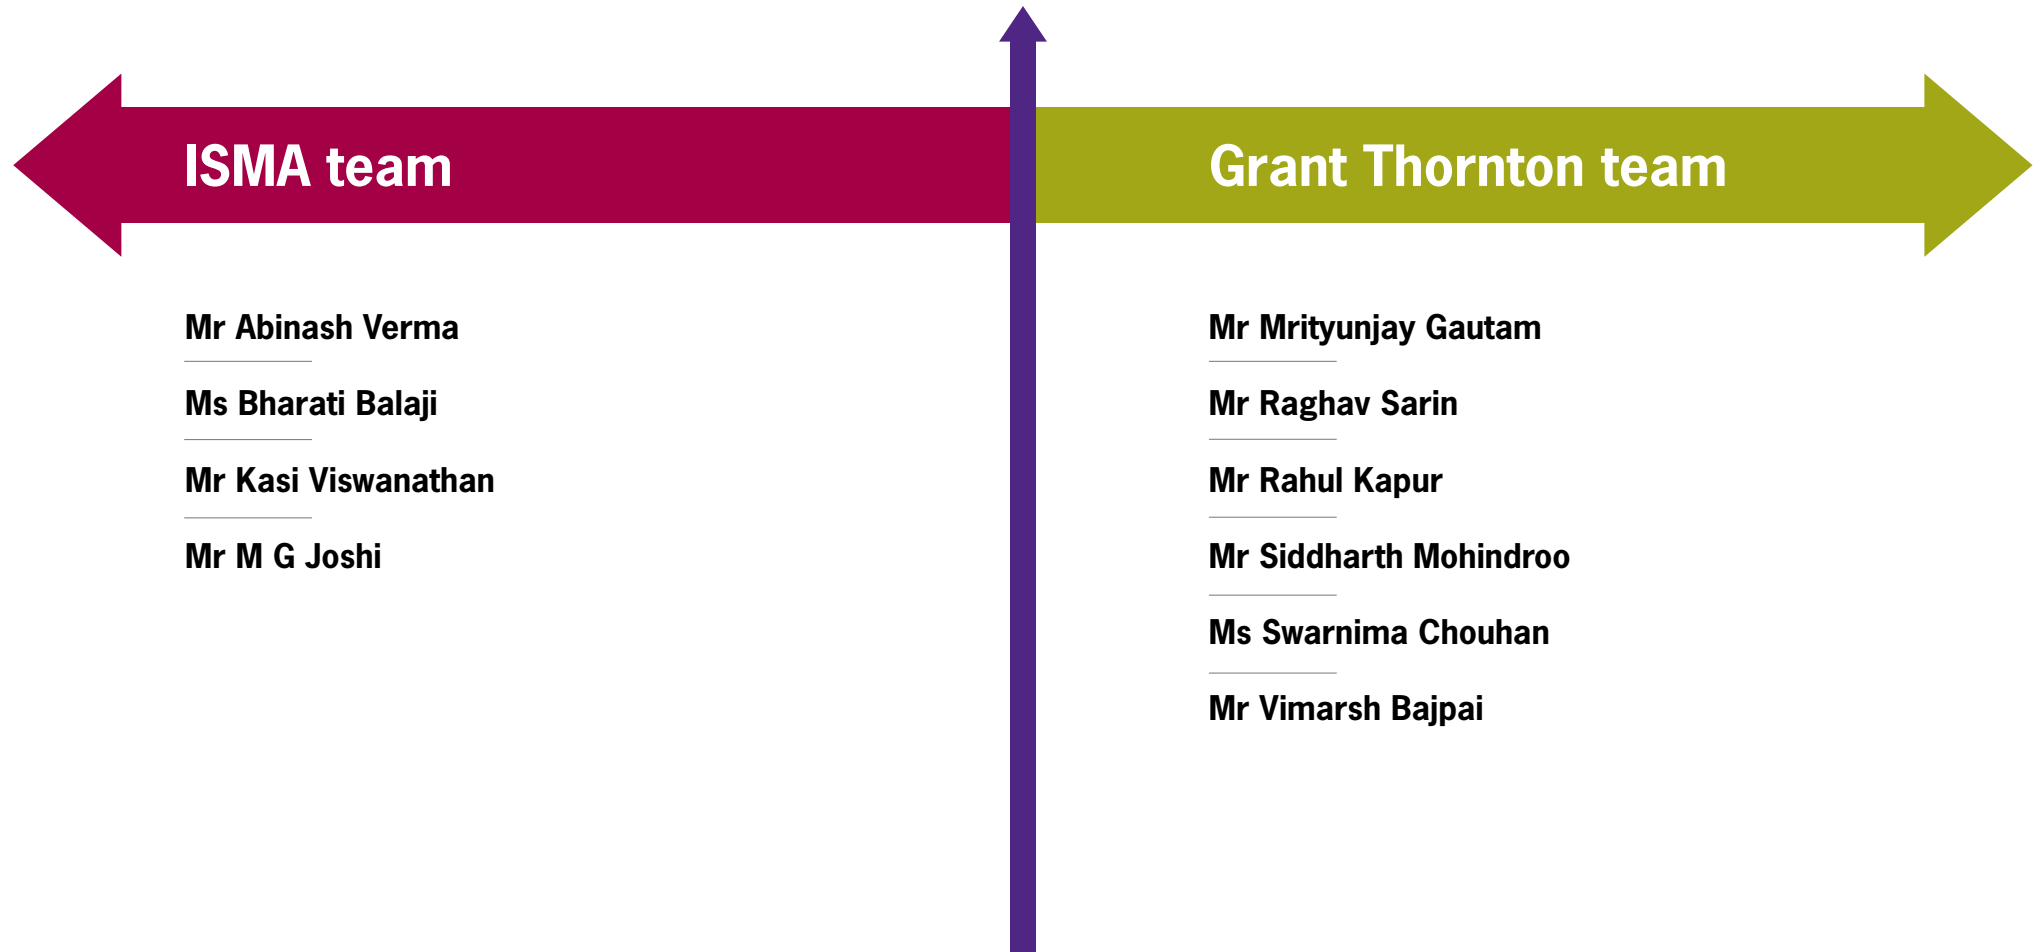 ISMA team
Mr Abinash Verma
Ms Bharati Balaji
Mr Kasi Viswanathan
Mr M G Joshi
Grant Thornton team
Mr Mrityunjay Gautam
Mr Raghav Sarin
Mr Rahul Kapur
Mr Siddharth Mohindroo
Ms Swarnima Chouhan
Mr Vimarsh Bajpai